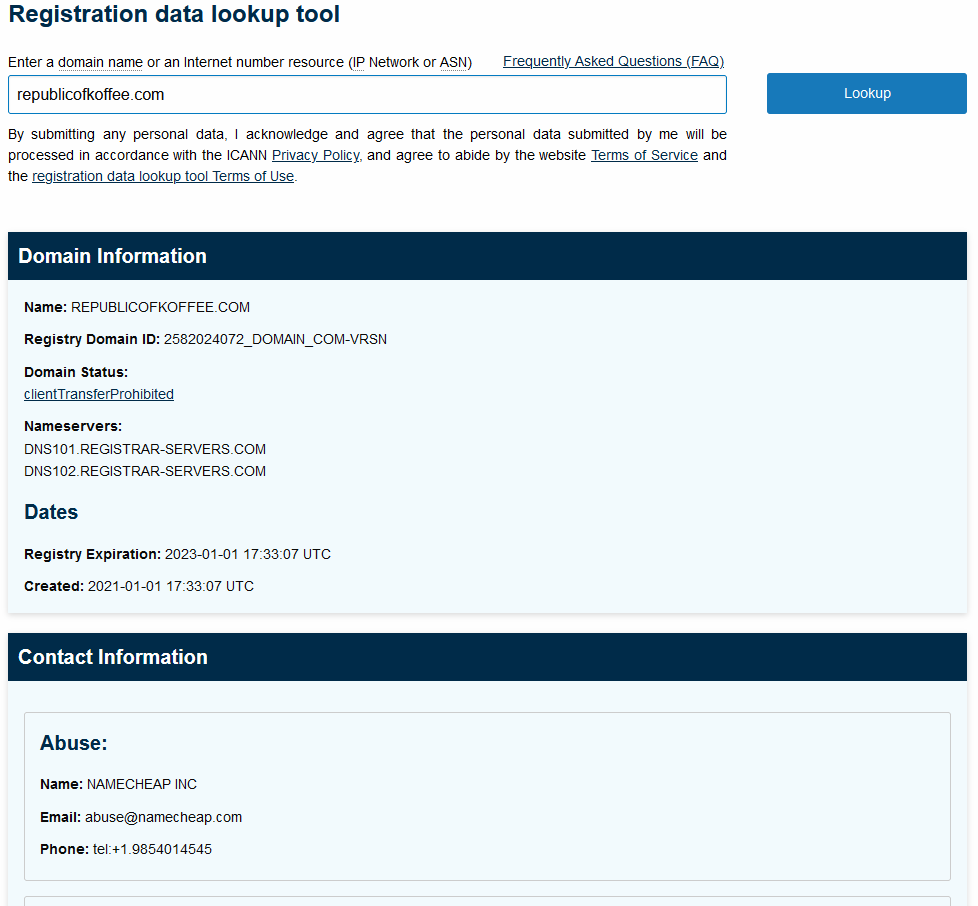 Registration data lookup tool
Enter a domain name or an Internet number resource (IP Network or ASN)
Frequently Asked Questions (FAQ)
republicofkoffee.com
Lookup
By submitting any personal data, I acknowledge and agree that the personal data submitted by me will be
processed in accordance with the ICANN Privacy Policy, and agree to abide by the website Terms of Service and
the registration data lookup tool Terms of Use.
Domain Information
Name: REPUBLICOFKOFFEE.COM
Registry Domain ID: 2582024072_DOMAIN_COM-VRSN
Domain Status:
clientTransferProhibited
Nameservers:
DNS101.REGISTRAR-SERVERS.COM
DNS102.REGISTRAR-SERVERS.COM
Dates
Registry Expiration: 2023-01-01 17:33:07 UTC
Created: 2021-01-01 17:33:07 UTC
Contact Information
Abuse:
Name: NAMECHEAP INC
Email: abuse@namecheap.com
Phone: tel:+1.9854014545